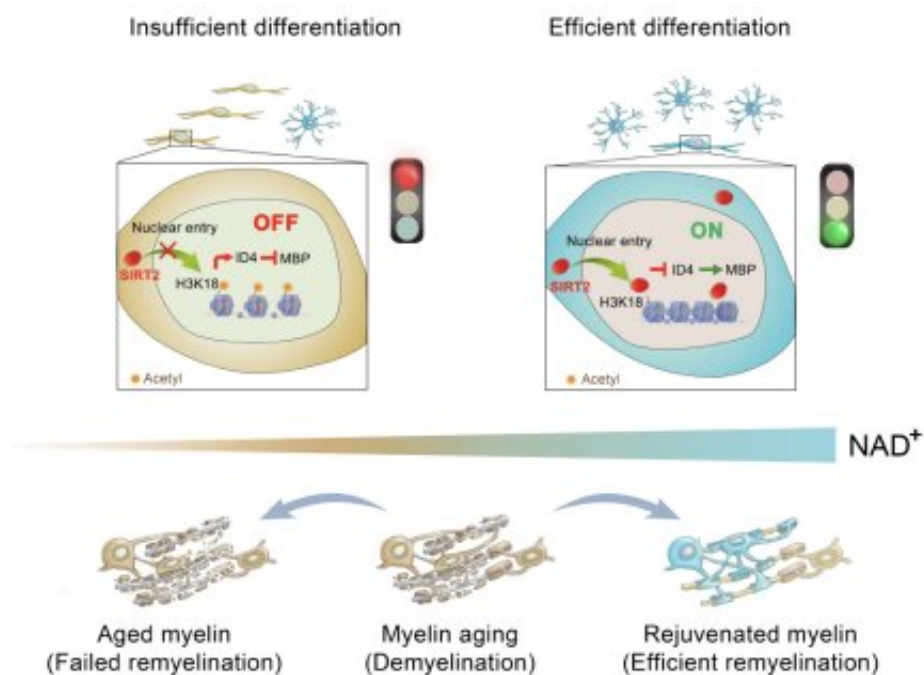 Insufficient differentiation
Efficient differentiation
Nuclear entry
OFF
SIRT2
ID4
MBP
H3K18
Acetyl
Nuclear entry
ON
SIRT2
ID4
MBP
H3K18
Acetyl
NAD+
Aged myelin
(Failed remyelination)
Myelin aging
(Demyelination)
Rejuvenated myelin
(Efficient remyelination)